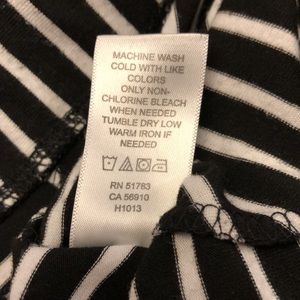 MACHINE WASH
COLD WITH LIKE
COLORS
ONLY NON-
CHLORINE BLEACH
WHEN NEEDED
TUMBLE DRY LOW
WARM IRON IF
NEEDED
RN 51783
CA 56910
H1013